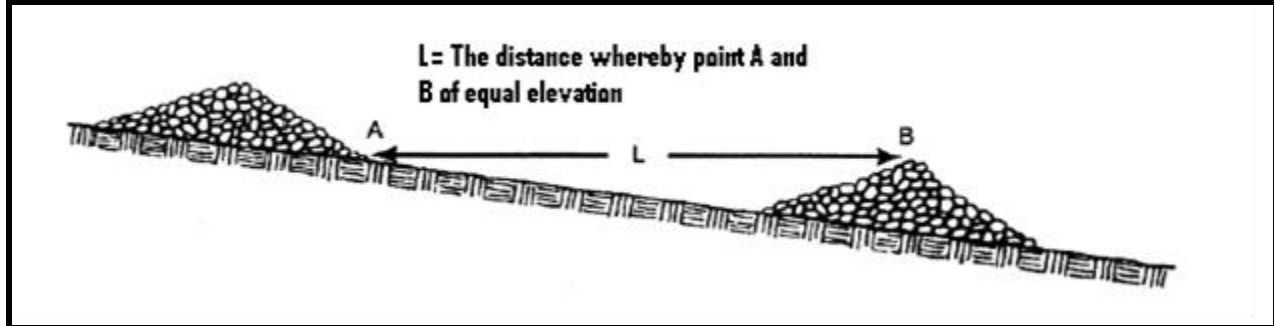 L= The distance whereby point A and
B of equal elevation
A
B
L